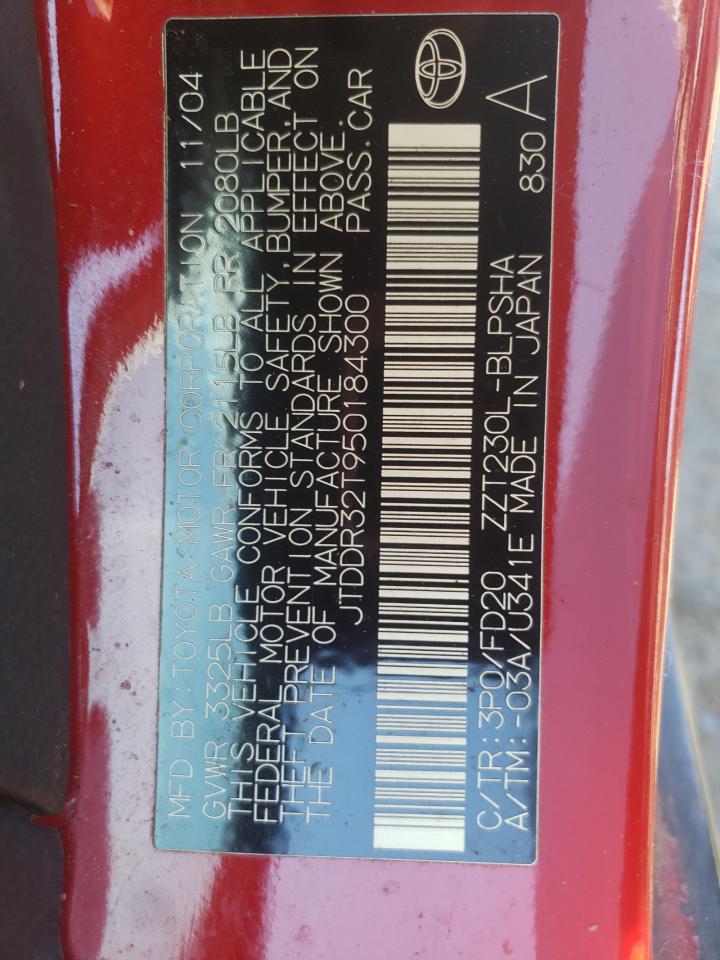 MFD BY: TOYOTA MOTOR CORPORATION 11/04
GVWR 3325LB GAWR FR 2115LB RR 2080LB
THIS VEHICLE CONFORMS TO ALL APPLICABLE
FEDERAL MOTOR VEHICLE SAFETY, BUMPER, AND
THEFT PREVENTION STANDARDS IN EFFECT ON
THE DATE OF MANUFACTURE SHOWN ABOVE.
JTDDR32T950184300 PASS. CAR
C/TR: 3P0/FD20 ZZT230L-BLPSHA 830 A
A/TM: -03A/U341E MADE IN JAPAN